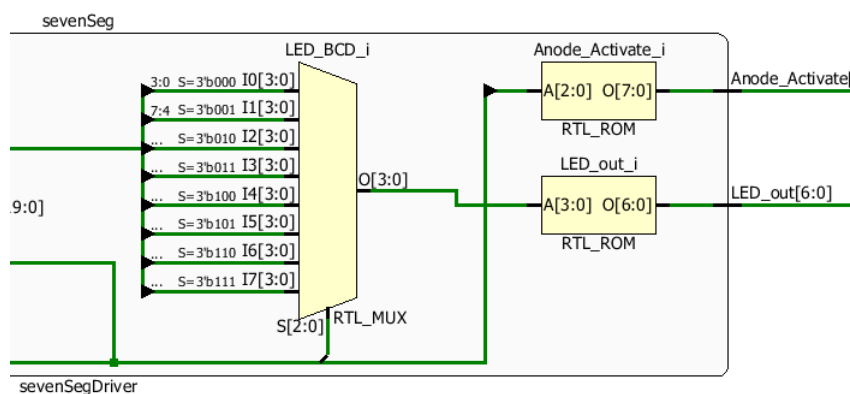 sevenSeg
LED_BCD_i
Anode_Activate_i
3:0 S=3'b000 I0[3:0]
7:4 S=3'b001 I1[3:0]
... S=3'b010 I2[3:0]
... S=3'b011 I3[3:0]
... S=3'b100 I4[3:0]
... S=3'b101 I5[3:0]
... S=3'b110 I6[3:0]
... S=3'b111 I7[3:0]
O[3:0]
S[2:0]
RTL_MUX
A[2:0] O[7:0]
RTL_ROM
Anode_Activate[
LED_out_i
A[3:0] O[6:0]
RTL_ROM
LED_out[6:0]
19:0]
sevenSegDriver